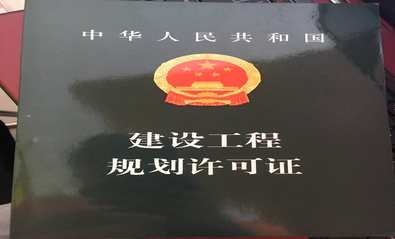 中华人民共和国
建设工程
规划许可证